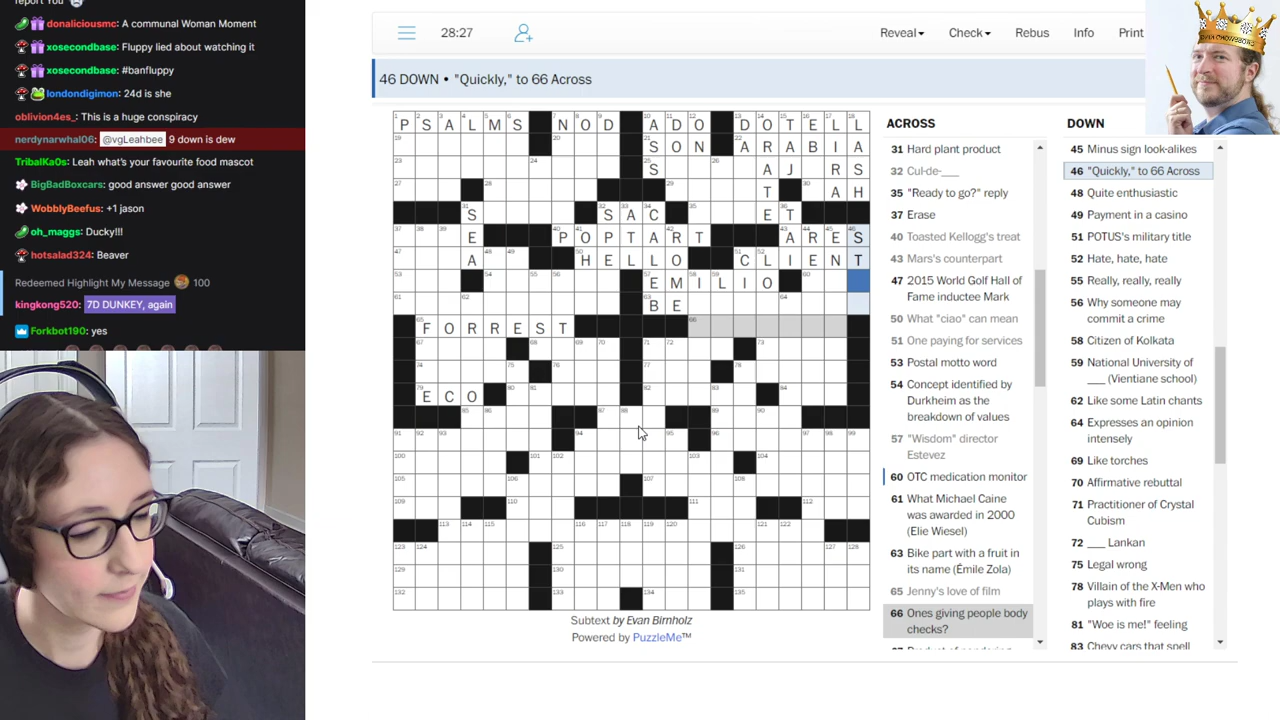 report You
donaliciousmc: A communal Woman Moment
xosecondbase: Fluppy lied about watching it
xosecondbase: #banfluppy
londondigimon: 24d is she
oblivion4es_: This is a huge conspiracy
nerdynarwhal06: @vgLeahbee 9 down is dew
TribalKa0s: Leah what's your favourite food mascot
BigBadBoxcars: good answer good answer
WobblyBeefus: +1 jason
oh_maggs: Ducky!!!
hotsalad324: Beaver
Redeemed Highlight My Message 100
kingkong520: 7D DUNKEY, again
Forkbot190: yes
28:27
Reveal
Check
Rebus
Info
Print
46 DOWN • "Quickly," to 66 Across
PSALMS NOD ADO DOTELL
SON ARABIA
S AJ RS
T AH
S SAC ET
E POPTART ARES
A HELLO CLIENT
EMILIO
BE
FORREST
ECO
Subtext by Evan Birnholz
Powered by PuzzleMe™
ACROSS
31 Hard plant product
32 Cul-de-___
35 "Ready to go?" reply
37 Erase
40 Toasted Kellogg's treat
43 Mars's counterpart
47 2015 World Golf Hall of
Fame inductee Mark
50 What "ciao" can mean
51 One paying for services
53 Postal motto word
54 Concept identified by
Durkheim as the
breakdown of values
57 "Wisdom" director
Estevez
60 OTC medication monitor
61 What Michael Caine
was awarded in 2000
(Elie Wiesel)
63 Bike part with a fruit in
its name (Émile Zola)
65 Jenny's love of film
66 Ones giving people body
checks?
DOWN
45 Minus sign look-alikes
46 "Quickly," to 66 Across
48 Quite enthusiastic
49 Payment in a casino
51 POTUS's military title
52 Hate, hate, hate
55 Really, really, really
56 Why someone may
commit a crime
58 Citizen of Kolkata
59 National University of
___ (Vientiane school)
62 Like some Latin chants
64 Expresses an opinion
intensely
69 Like torches
70 Affirmative rebuttal
71 Practitioner of Crystal
Cubism
72 ___ Lankan
75 Legal wrong
78 Villain of the X-Men who
plays with fire
81 "Woe is me!" feeling
83 Chevy cars that spell